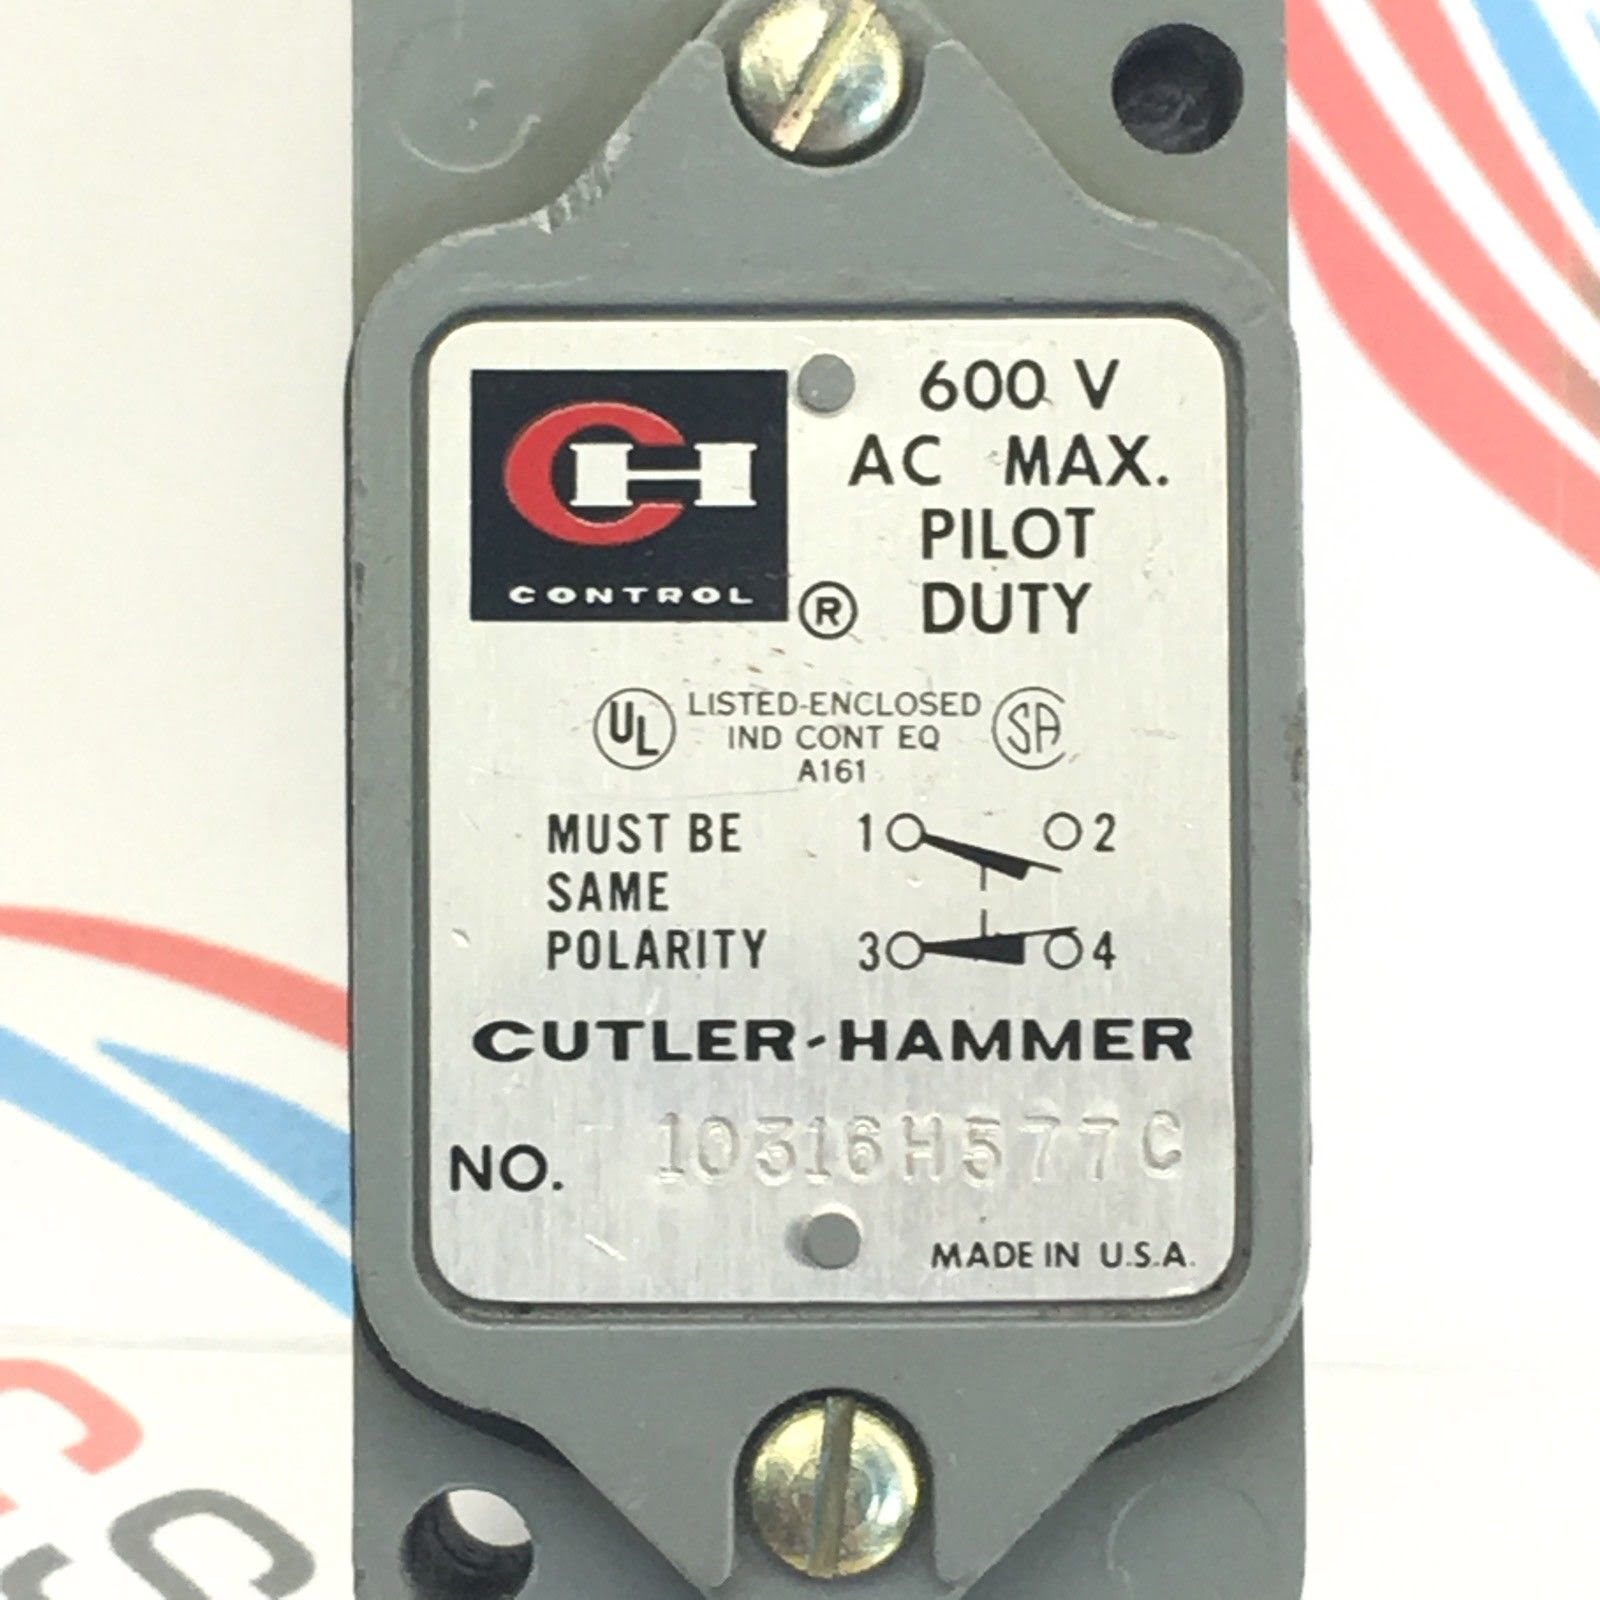 CH
CONTROL
®
600 V
AC MAX.
PILOT
DUTY
UL
LISTED-ENCLOSED
IND CONT EQ
A161
SA
MUST BE
SAME
POLARITY
1 2
3 4
CUTLER-HAMMER
NO. 10316H577C
MADE IN U.S.A.